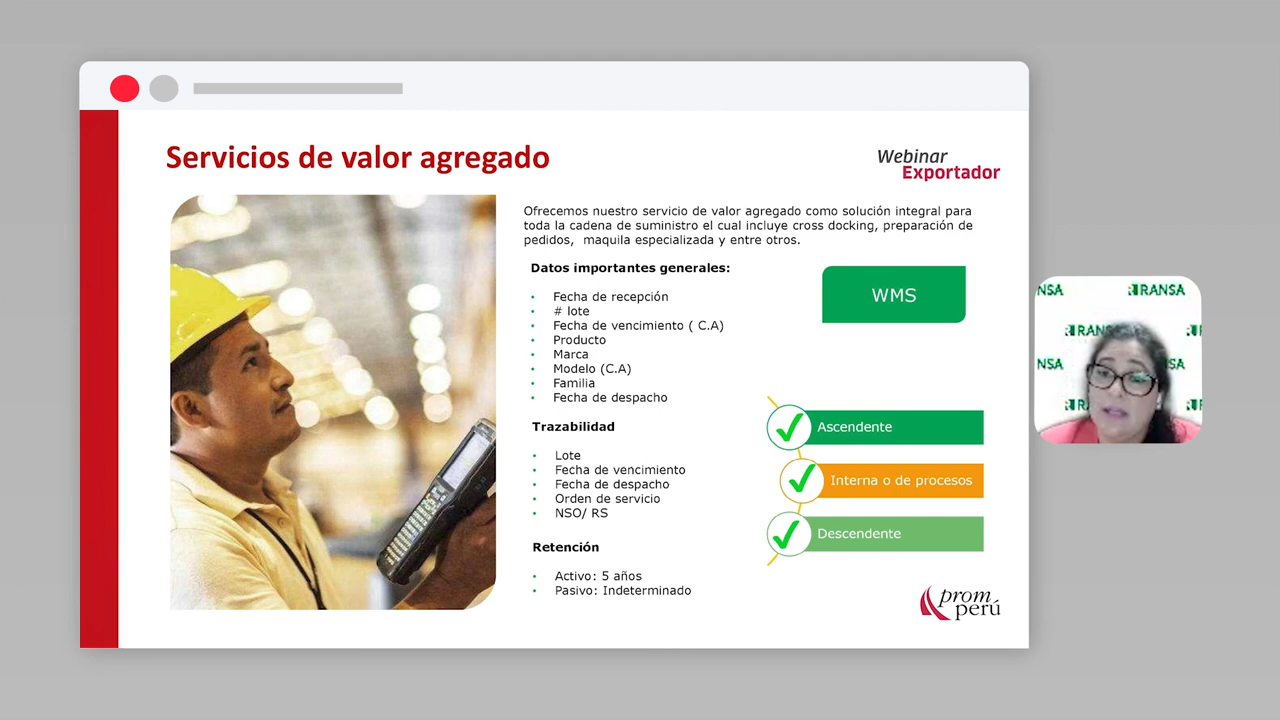 Servicios de valor agregado
Webinar
Exportador
Ofrecemos nuestro servicio de valor agregado como solución integral para
toda la cadena de suministro el cual incluye cross docking, preparación de
pedidos, maquila especializada y entre otros.
Datos importantes generales:
• Fecha de recepción
• # lote
• Fecha de vencimiento ( C.A)
• Producto
• Marca
• Modelo (C.A)
• Familia
• Fecha de despacho
WMS
Trazabilidad
• Lote
• Fecha de vencimiento
• Fecha de despacho
• Orden de servicio
• NSO/ RS
Ascendente
Interna o de procesos
Descendente
Retención
• Activo: 5 años
• Pasivo: Indeterminado
prom
perú
NSA
RANSA
RAN
NSA
SA